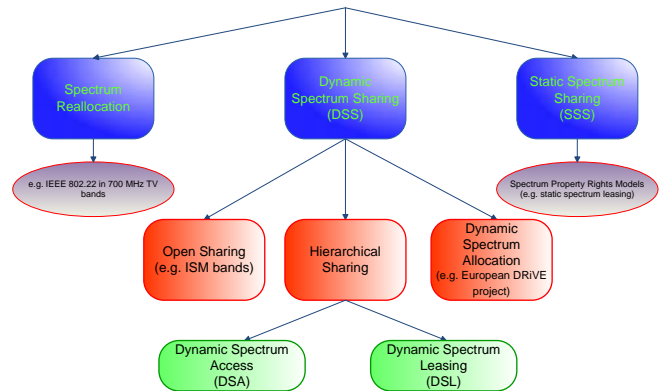 Spectrum
Reallocation
Dynamic
Spectrum Sharing
(DSS)
Static Spectrum
Sharing
(SSS)
e.g. IEEE 802.22 in 700 MHz TV
bands
Spectrum Property Rights Models
(e.g. static spectrum leasing)
Open Sharing
(e.g. ISM bands)
Hierarchical
Sharing
Dynamic
Spectrum
Allocation
(e.g. European DRiVE
project)
Dynamic Spectrum
Access
(DSA)
Dynamic Spectrum
Leasing
(DSL)